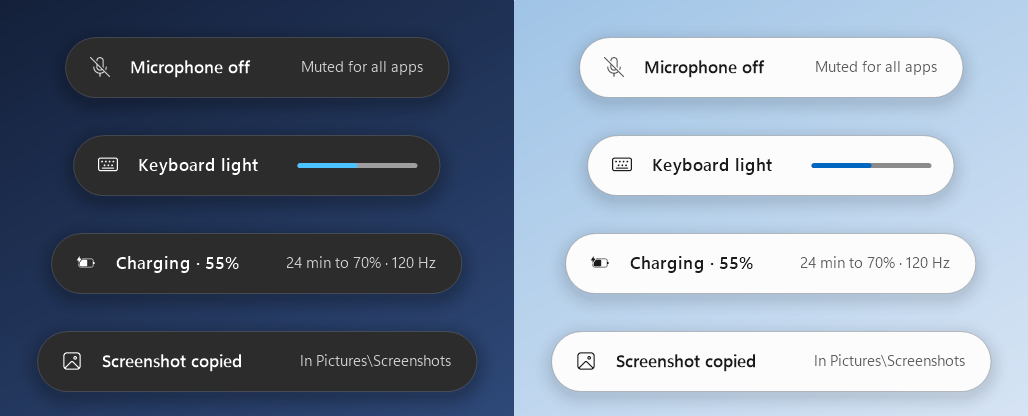 Microphone off Muted for all apps
Keyboard light
Charging · 55% 24 min to 70% · 120 Hz
Screenshot copied In Pictures\Screenshots
Microphone off Muted for all apps
Keyboard light
Charging · 55% 24 min to 70% · 120 Hz
Screenshot copied In Pictures\Screenshots